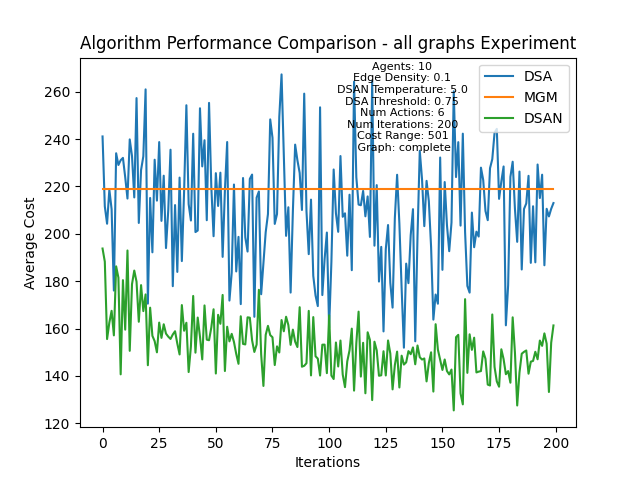 Algorithm Performance Comparison - all graphs Experiment
Agents: 10
Edge Density: 0.1
DSAN Temperature: 5.0
DSA Threshold: 0.75
Num Actions: 6
Num Iterations: 200
Cost Range: 501
Graph: complete
DSA
MGM
DSAN
Average Cost
260
240
220
200
180
160
140
120
0 25 50 75 100 125 150 175 200
Iterations